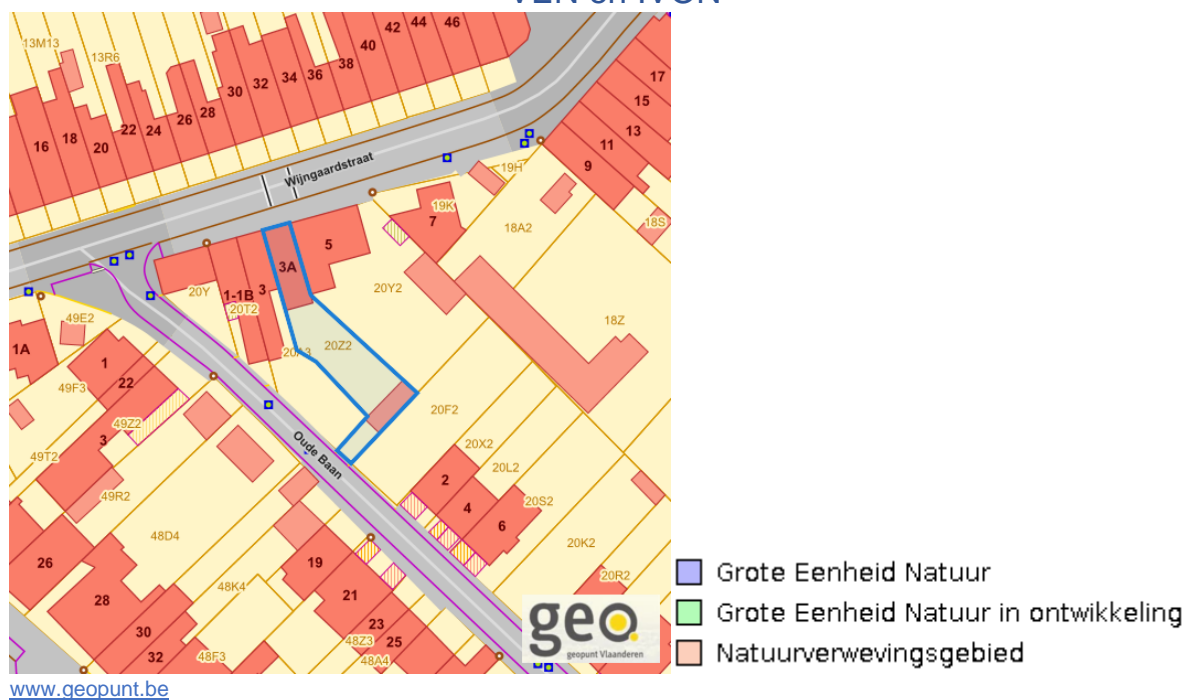 VEN en IVON
13M13 13R6 42 44 46
40
38
36
34
32
30
28
26
24
22
20
18
16
17
15
13
11
9
Wijngaardstraat
19H
19K
7
18A2
18S
5
3A
3
1-1B
20Y
20T2
20A3
20Z2
20Y2
18Z
49E2
1A
1
22
49F3
49Z2
3
49T2
49R2
Oude Baan
20F2
20X2
20L2
2
4
6
20S2
20K2
20R2
48D4
26
28
30
32
48K4
48F3
19
21
23
25
48Z3
48A4
geo.
geopunt Vlaanderen
Grote Eenheid Natuur
Grote Eenheid Natuur in ontwikkeling
Natuurverwevingsgebied
www.geopunt.be